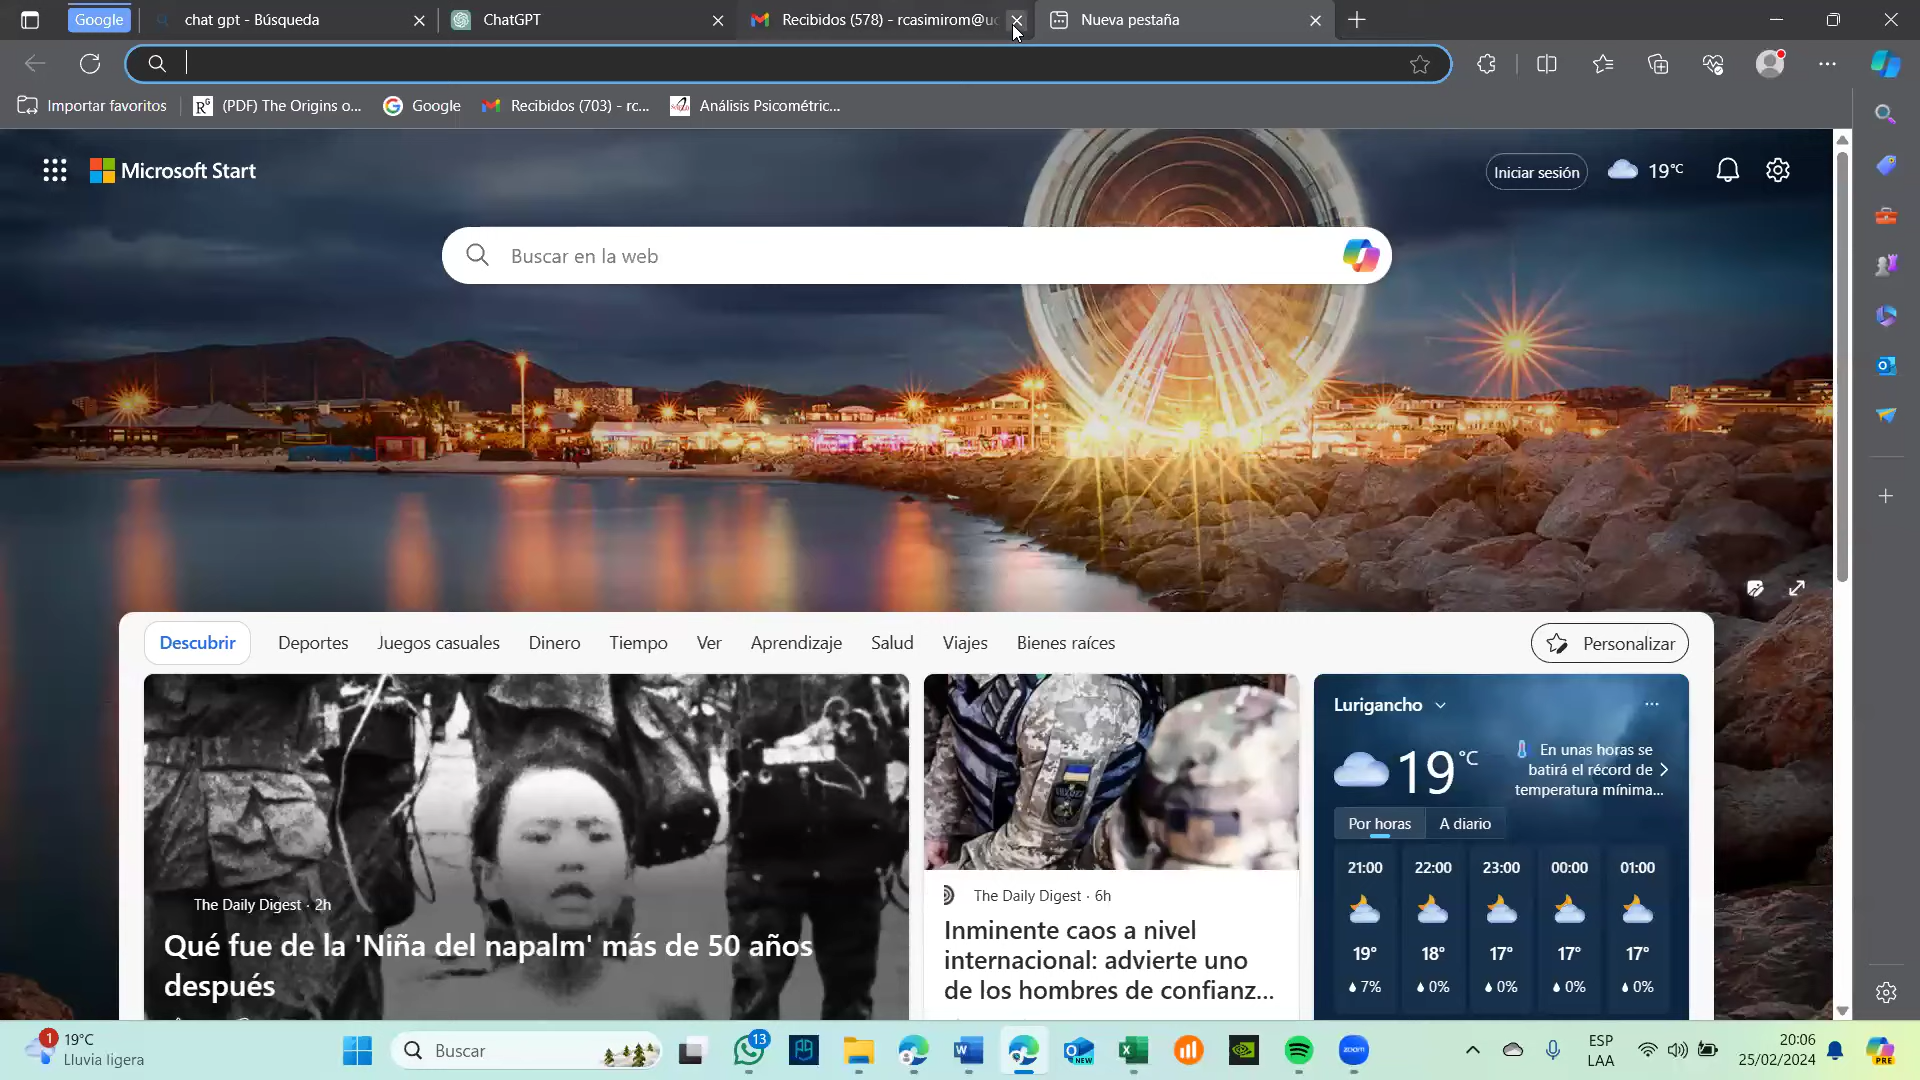 Google
chat gpt - Búsqueda
ChatGPT
Recibidos (578) - rcasimirom@uc
Nueva pestaña
Importar favoritos
(PDF) The Origins o...
Google
Recibidos (703) - rc...
Análisis Psicométric...
Microsoft Start
Iniciar sesión
19°C
Buscar en la web
Descubrir
Deportes
Juegos casuales
Dinero
Tiempo
Ver
Aprendizaje
Salud
Viajes
Bienes raíces
Personalizar
The Daily Digest · 2h
Qué fue de la 'Niña del napalm' más de 50 años
después
The Daily Digest · 6h
Inminente caos a nivel
internacional: advierte uno
de los hombres de confianz...
Lurigancho
19 °C
En unas horas se
batirá el récord de
temperatura mínima...
Por horas
A diario
21:00 22:00 23:00 00:00 01:00
19° 18° 17° 17° 17°
7% 0% 0% 0% 0%
1
19°C
Lluvia ligera
Buscar
13
NEW
zoom
ESP
LAA
20:06
25/02/2024
PRE